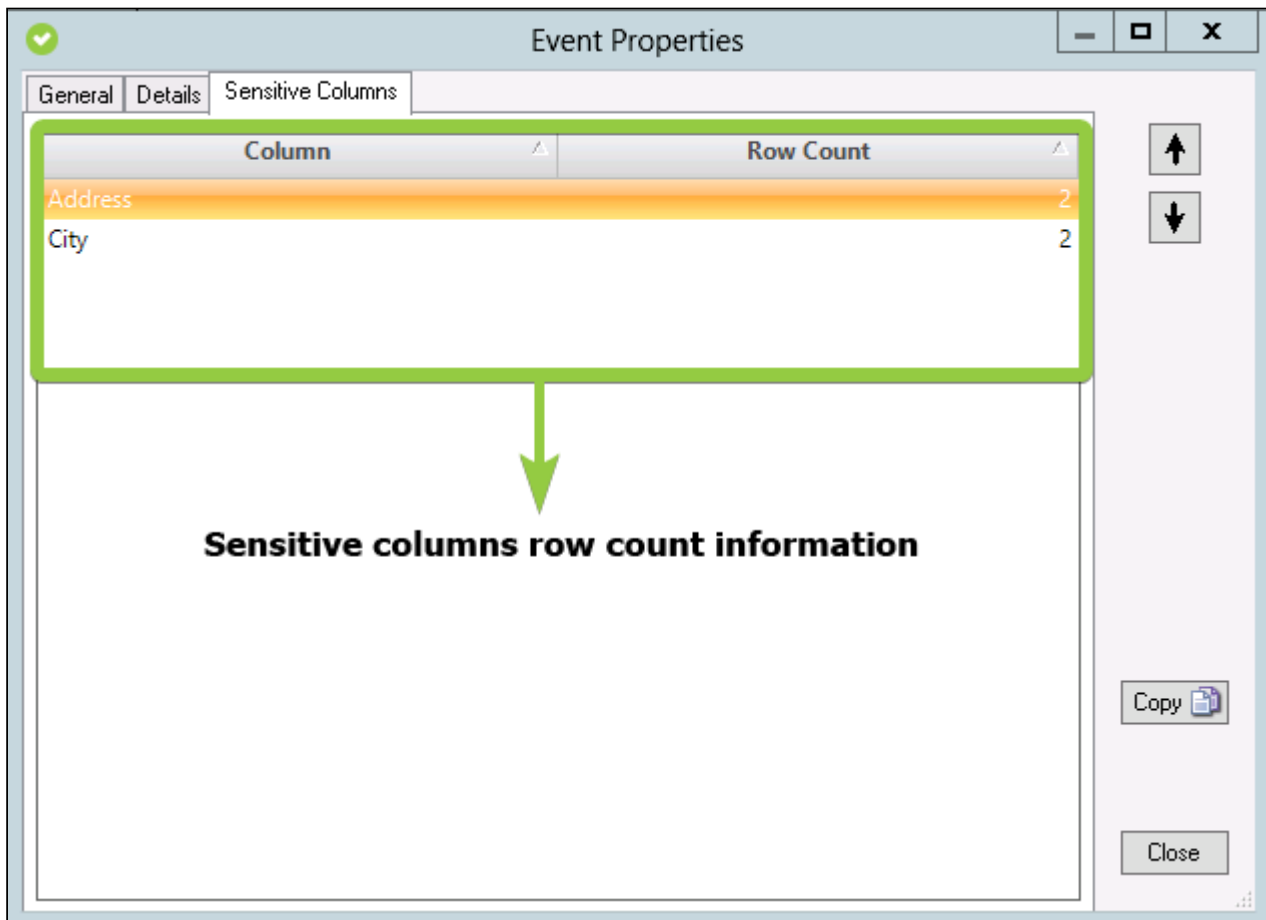 Event Properties
General Details Sensitive Columns
Column Row Count
Address 2
City 2
Sensitive columns row count information
Copy
Close